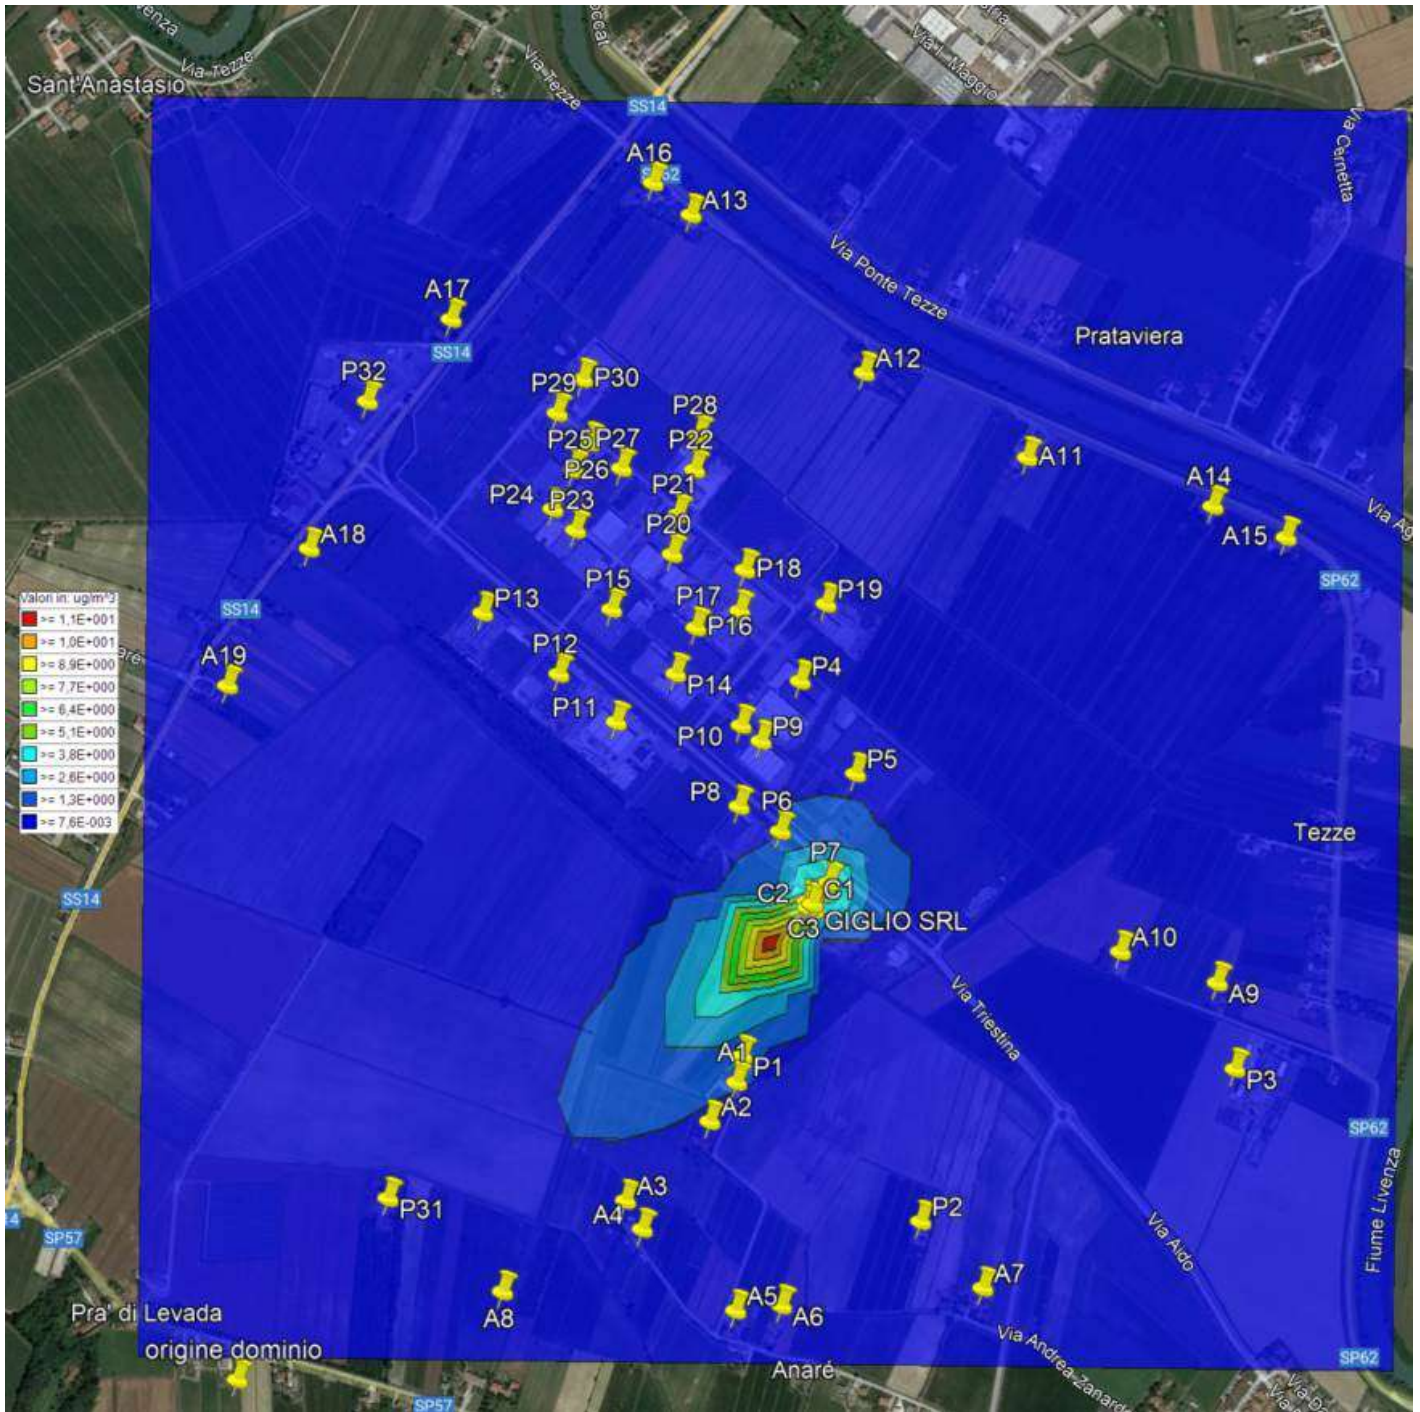 Via Tezze
Sant'Anastasio
Via Tezze
Via I Maggio
SS14
Via Cernetta
A16
A13
Via Ponte Tezze
A17
SS14
Prataviera
P32
A12
P30
P29
P28
P25
P27
P22
P26
A11
P24
P23
P21
A14
A15
A18
P20
P18
SP62
Valori in: ug/m^3
>= 1,1E+001
>= 1,0E+001
>= 8,9E+000
>= 7,7E+000
>= 6,4E+000
>= 5,1E+000
>= 3,8E+000
>= 2,6E+000
>= 1,3E+000
>= 7,6E-003
SS14
P13
P15
P17
P19
P16
A19
P12
P14
P4
P11
P10
P9
P5
P8
P6
Tezze
P7
SS14
C2
C1
C3
GIGLIO SRL
A10
A9
Via Triestina
A1
P1
P3
A2
SP62
Fiume Livenza
A3
P31
A4
P2
SP57
Via Aldo
A7
Pra' di Levada
A8
A5
A6
origine dominio
Via Andrea Zanardo
Anaré
SP62
SP57